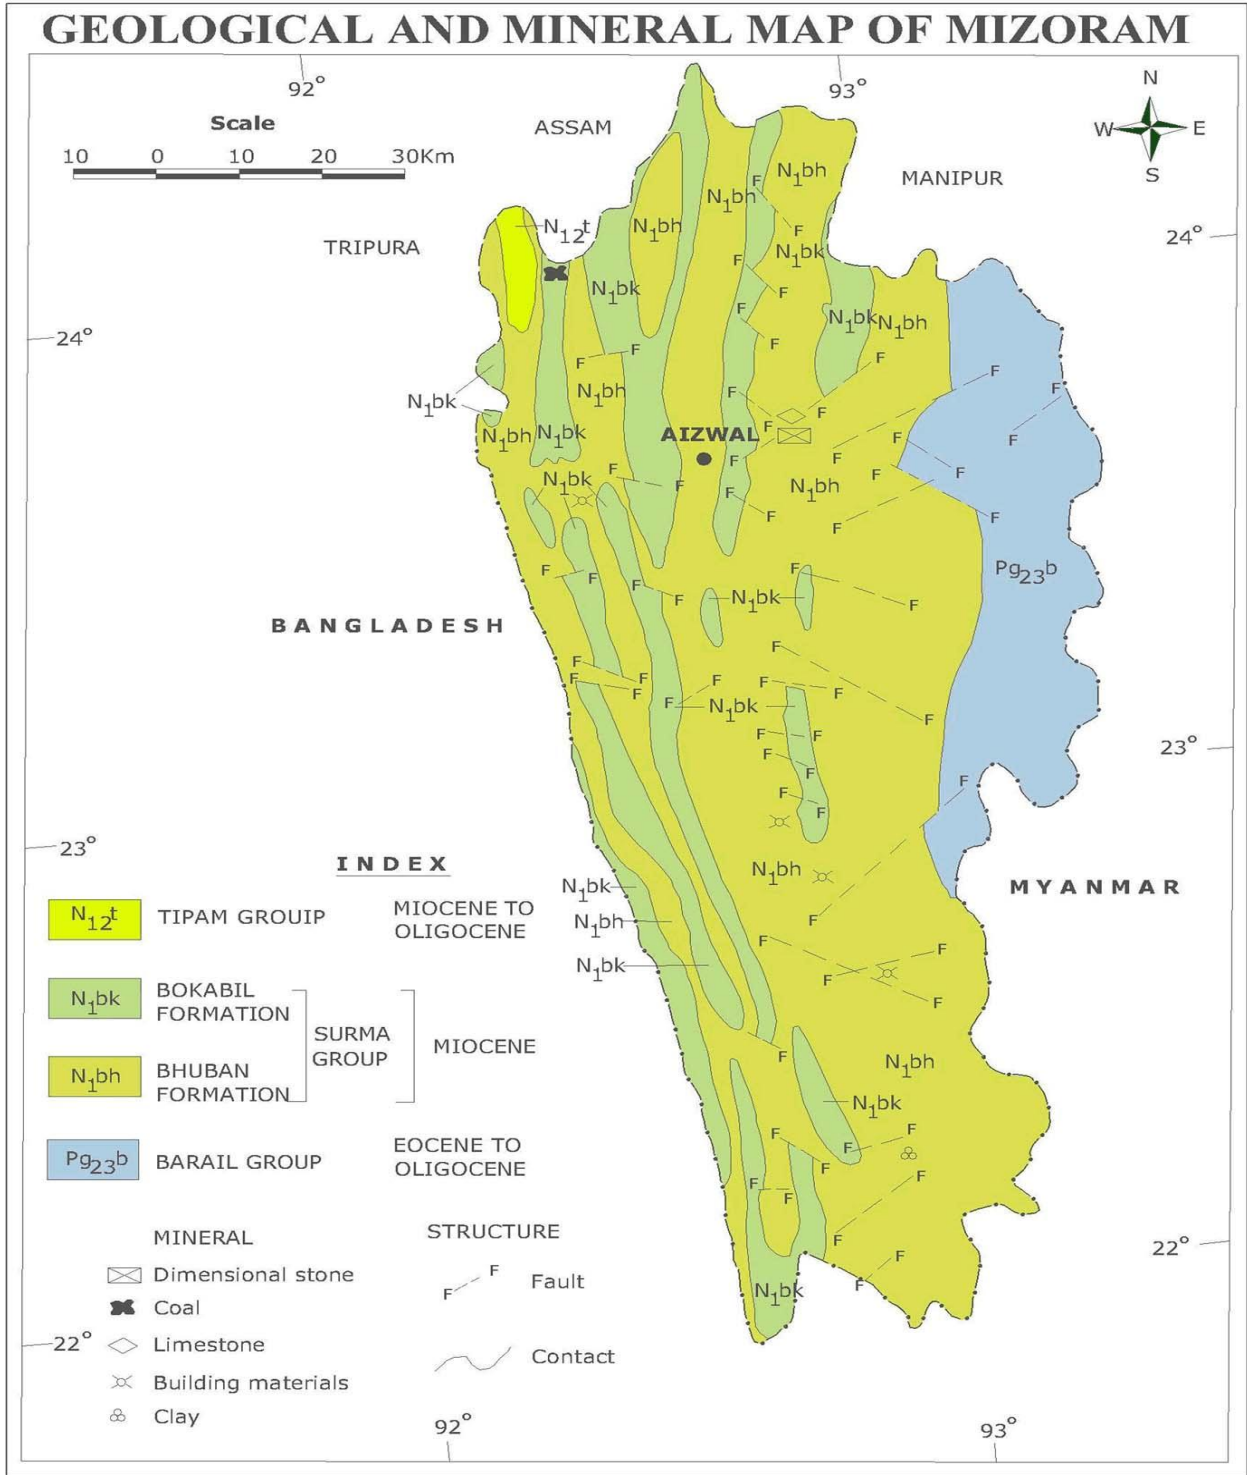 GEOLOGICAL AND MINERAL MAP OF MIZORAM
92°
93°
Scale
10 0 10 20 30Km
ASSAM
MANIPUR
TRIPURA
N
W E
S
24°
24°
N12t
N1bh
N1bh
N1bh
N1bk
N1bk
N1bk
N1bh
N1bk
N1bh
N1bk
N1bh
N1bk
AIZWAL
N1bk
N1bh
Pg23b
N1bk
BANGLADESH
N1bk
23°
23°
N1bh
MYANMAR
N1bk
N1bh
N1bk
N1bh
N1bk
N1bk
22°
22°
F F F F F F F F F F F F F F F F F F F F
INDEX
N12t TIPAM GROUIP MIOCENE TO
OLIGOCENE
N1bk BOKABIL
FORMATION
SURMA
GROUP
MIOCENE
N1bh BHUBAN
FORMATION
Pg23b BARAIL GROUP EOCENE TO
OLIGOCENE
MINERAL
Dimensional stone
Coal
Limestone
Building materials
Clay
STRUCTURE
F F Fault
Contact
92°
93°